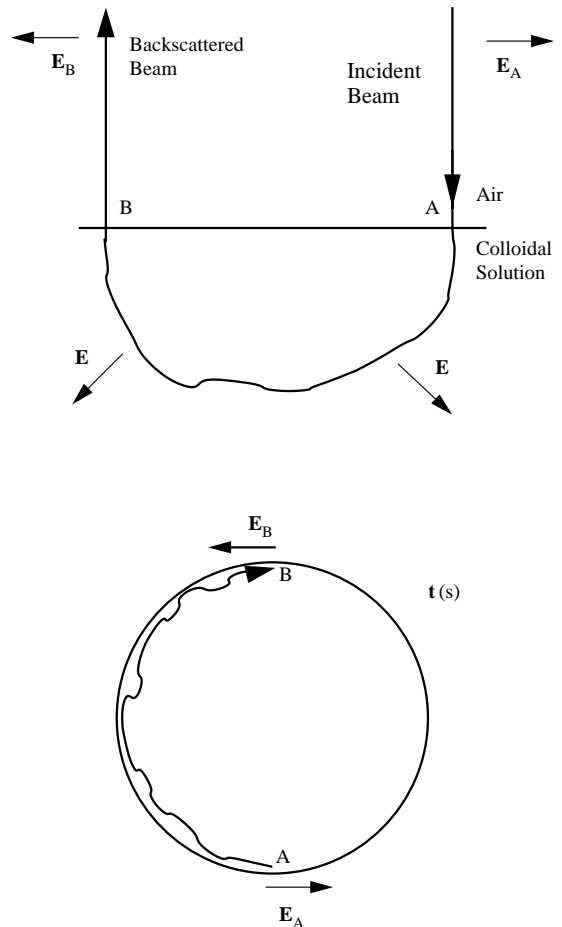 E_B
Backscattered
Beam
Incident
Beam
E_A
B
A
Air
Colloidal
Solution
E
E
E_B
B
t (s)
A
E_A